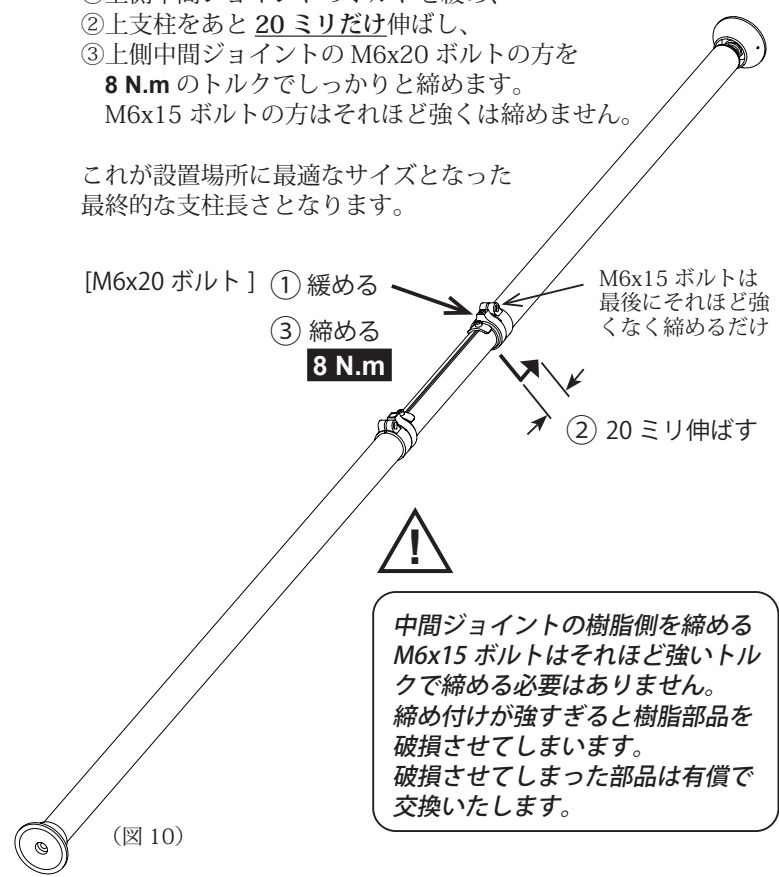 ②上支柱をあと 20 ミリだけ伸ばし、
③上側中間ジョイントの M6x20 ボルトの方を
8 N.m のトルクでしっかりと締めます。
M6x15 ボルトの方はそれほど強くは締めません。
これが設置場所に最適なサイズとなった
最終的な支柱長さとなります。
[M6x20 ボルト ]
① 緩める
③ 締める
8 N.m
M6x15 ボルトは
最後にそれほど強
くなく締めるだけ
② 20 ミリ伸ばす
!
中間ジョイントの樹脂側を締める
M6x15 ボルトはそれほど強いトル
クで締める必要はありません。
締め付けが強すぎると樹脂部品を
破損させてしまいます。
破損させてしまった部品は有償で
交換いたします。
（図 10）